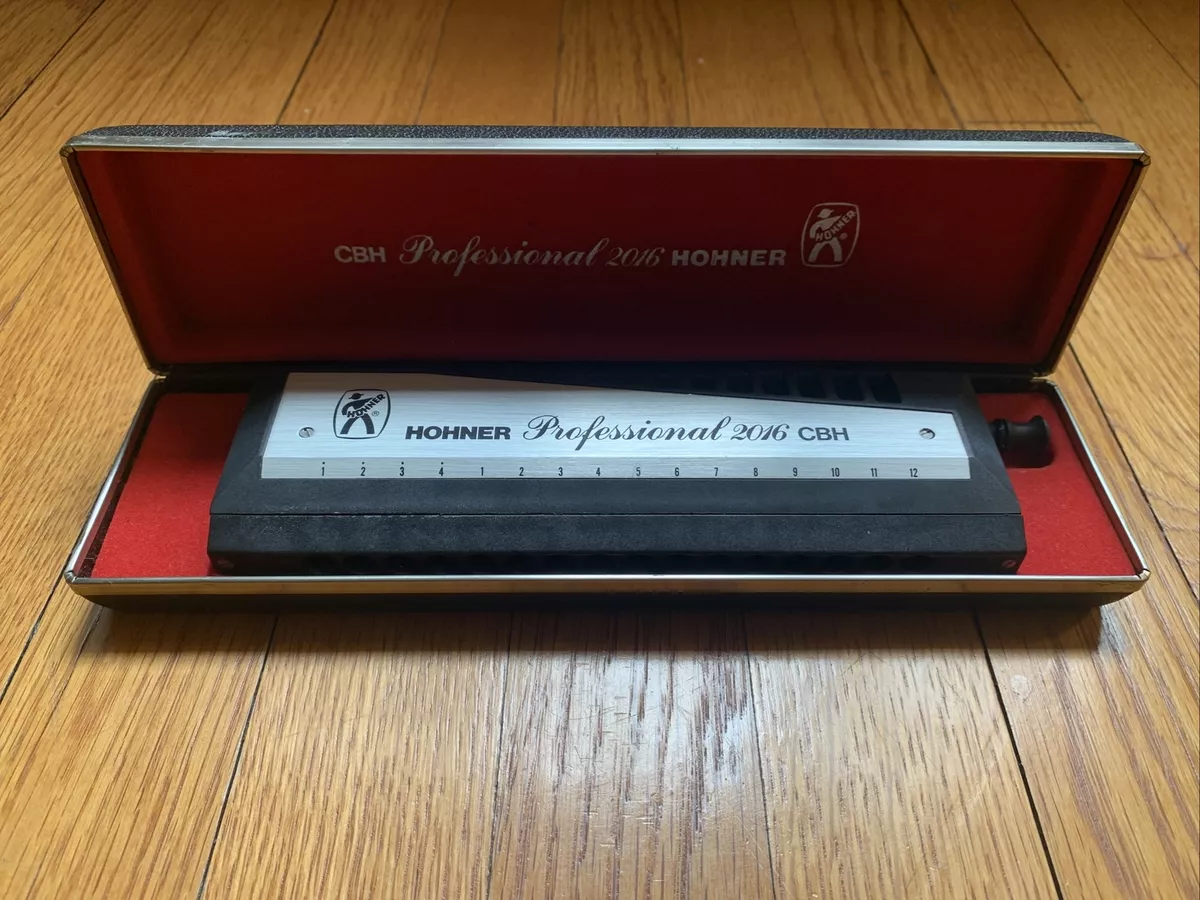 CBH Professional 2016 HOHNER HOHNER ®
HOHNER ® HOHNER Professional 2016 CBH
1 2 3 4 1 2 3 4 5 6 7 8 9 10 11 12